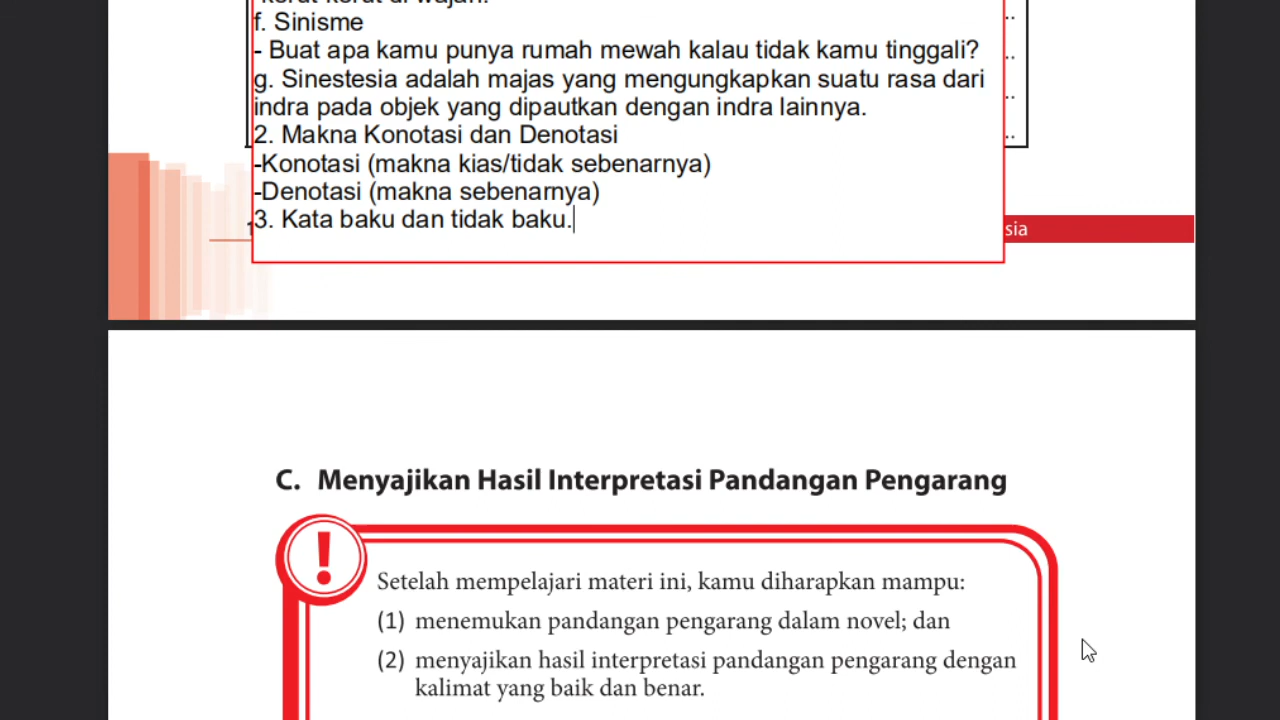 f. Sinisme
- Buat apa kamu punya rumah mewah kalau tidak kamu tinggali?
g. Sinestesia adalah majas yang mengungkapkan suatu rasa dari
indra pada objek yang dipautkan dengan indra lainnya.
2. Makna Konotasi dan Denotasi
-Konotasi (makna kias/tidak sebenarnya)
-Denotasi (makna sebenarnya)
3. Kata baku dan tidak baku.
sia
C. Menyajikan Hasil Interpretasi Pandangan Pengarang
!
Setelah mempelajari materi ini, kamu diharapkan mampu:
(1) menemukan pandangan pengarang dalam novel; dan
(2) menyajikan hasil interpretasi pandangan pengarang dengan
kalimat yang baik dan benar.